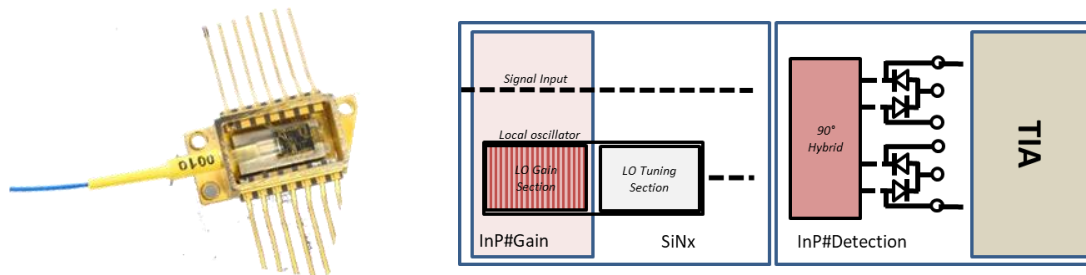 0010
Signal Input
Local oscillator
LO Gain
Section
LO Tuning
Section
InP#Gain
SiNx
90°
Hybrid
InP#Detection
TIA